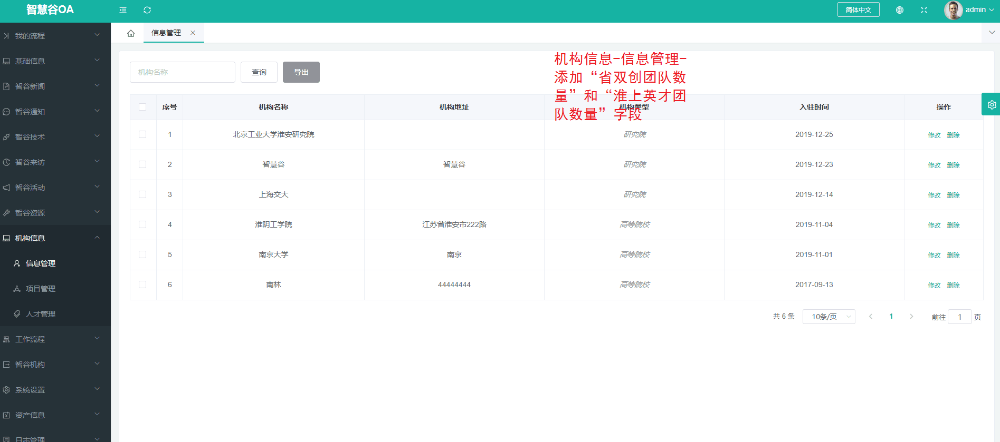 智慧谷OA
简体中文
admin
我的流程
基础信息
智谷新闻
智谷通知
智谷技术
智谷来访
智谷活动
智谷资源
机构信息
信息管理
项目管理
人才管理
工作流程
智谷机构
系统设置
资产信息
日志管理
信息管理
机构名称 查询 导出
机构信息-信息管理-
添加“省双创团队数
量”和“淮上英才团
队数量”字段
序号 机构名称 机构地址 机构类型 入驻时间 操作
1 北京工业大学淮安研究院 研究院 2019-12-25 修改 删除
2 智慧谷 智慧谷 研究院 2019-12-23 修改 删除
3 上海交大 研究院 2019-12-14 修改 删除
4 淮阴工学院 江苏省淮安市222路 高等院校 2019-11-04 修改 删除
5 南京大学 南京 高等院校 2019-11-01 修改 删除
6 南林 44444444 高等院校 2017-09-13 修改 删除
共 6 条 10条/页 1 前往 1 页